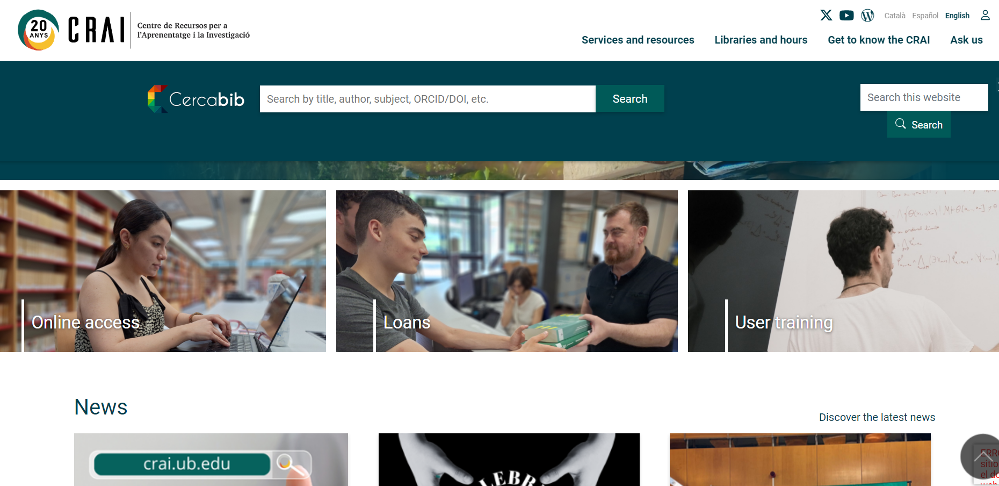 20
ANYS
CRAI
Centre de Recursos per a
l'Aprenentatge i la Investigació
Català Español English
Services and resources Libraries and hours Get to know the CRAI Ask us
Cercabib
Search by title, author, subject, ORCID/DOI, etc.
Search
Search this website
Search
Online access
Loans
User training
News
Discover the latest news
crai.ub.edu